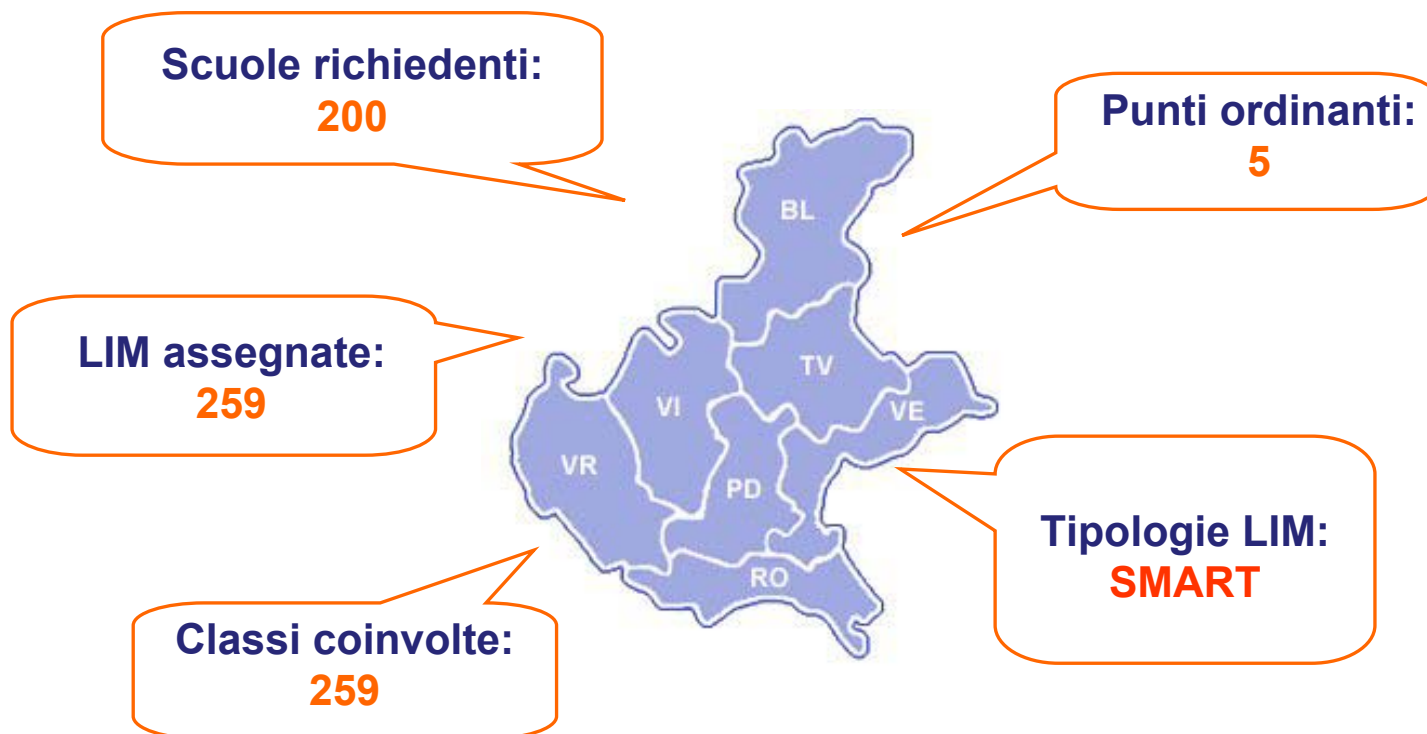 Scuole richiedenti:
200
Punti ordinanti:
5
BL
LIM assegnate:
259
TV
VE
VI
VR
PD
RO
Tipologie LIM:
SMART
Classi coinvolte:
259